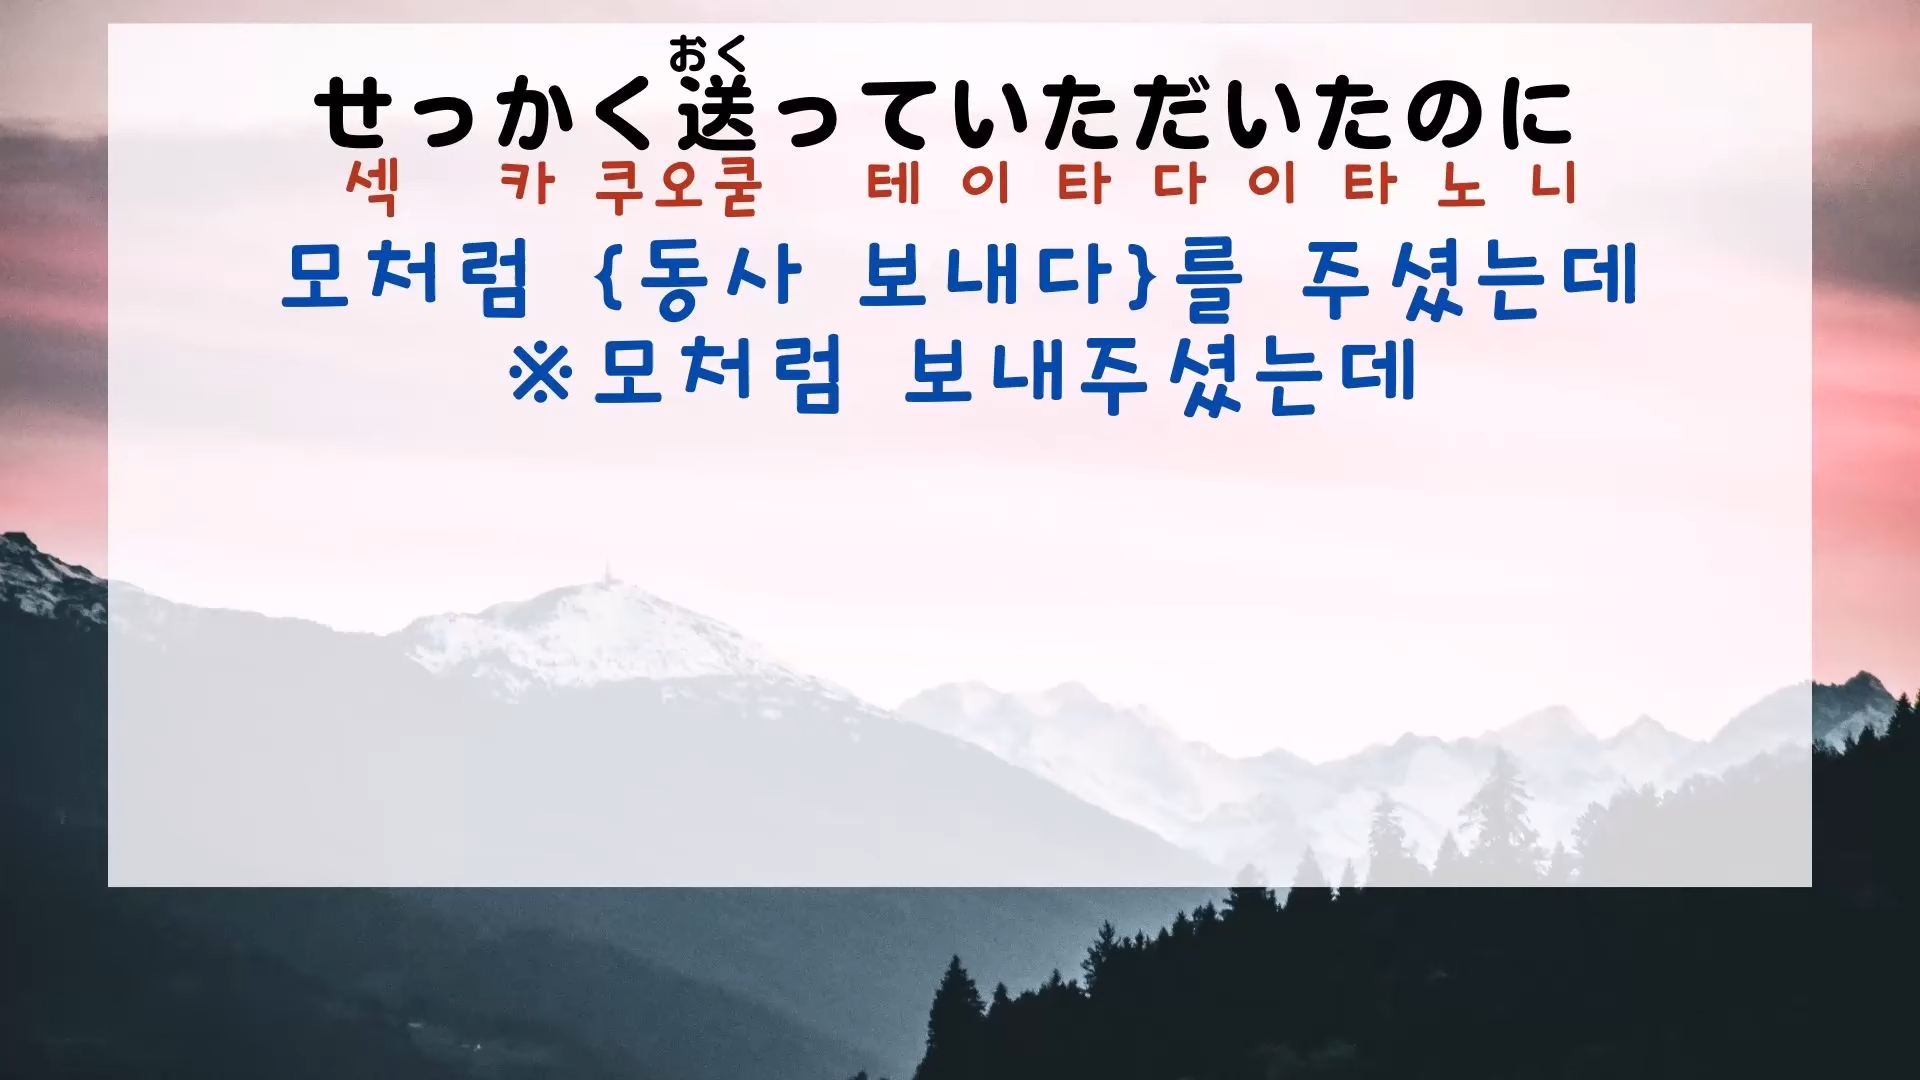 おく
せっかく送っていただいたのに
섹 카 쿠오쿹 테 이 타 다 이 타 노 니
모처럼 {동사 보내다}를 주셨는데
※모처럼 보내주셨는데